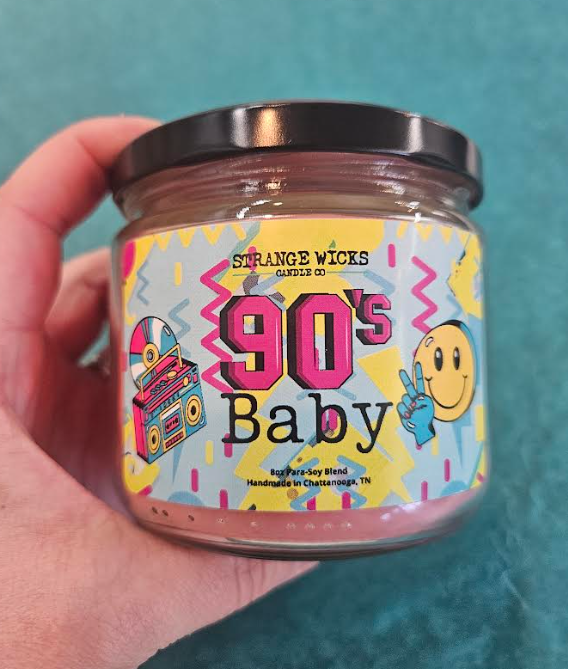 STRANGE WICKS
CANDLE CO
90's
Baby
8oz Para-Soy Blend
Handmade in Chattanooga, TN